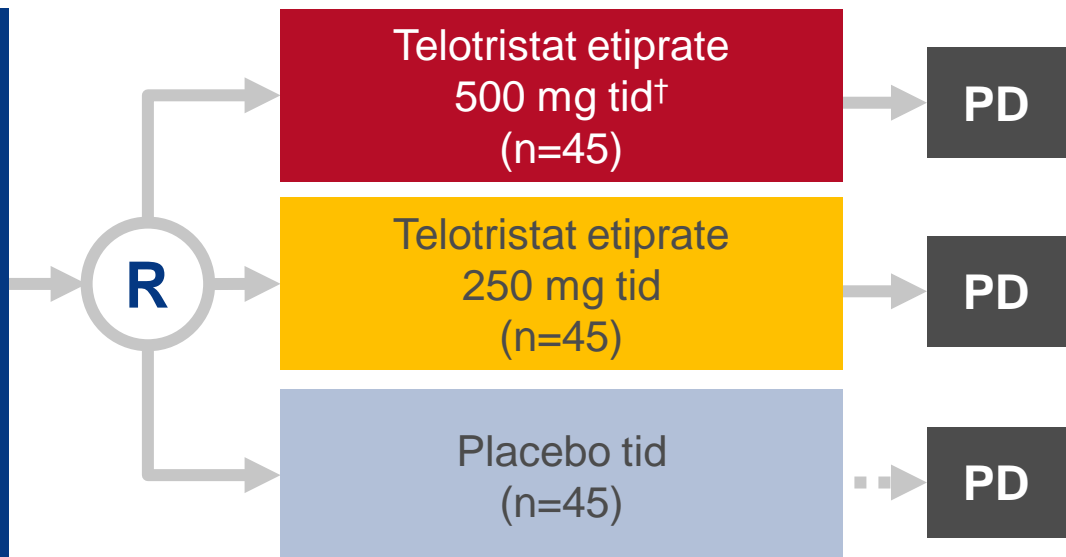 Telotristat etiprate
500 mg tid†
(n=45)
PD
R
Telotristat etiprate
250 mg tid
(n=45)
PD
Placebo tid
(n=45)
PD